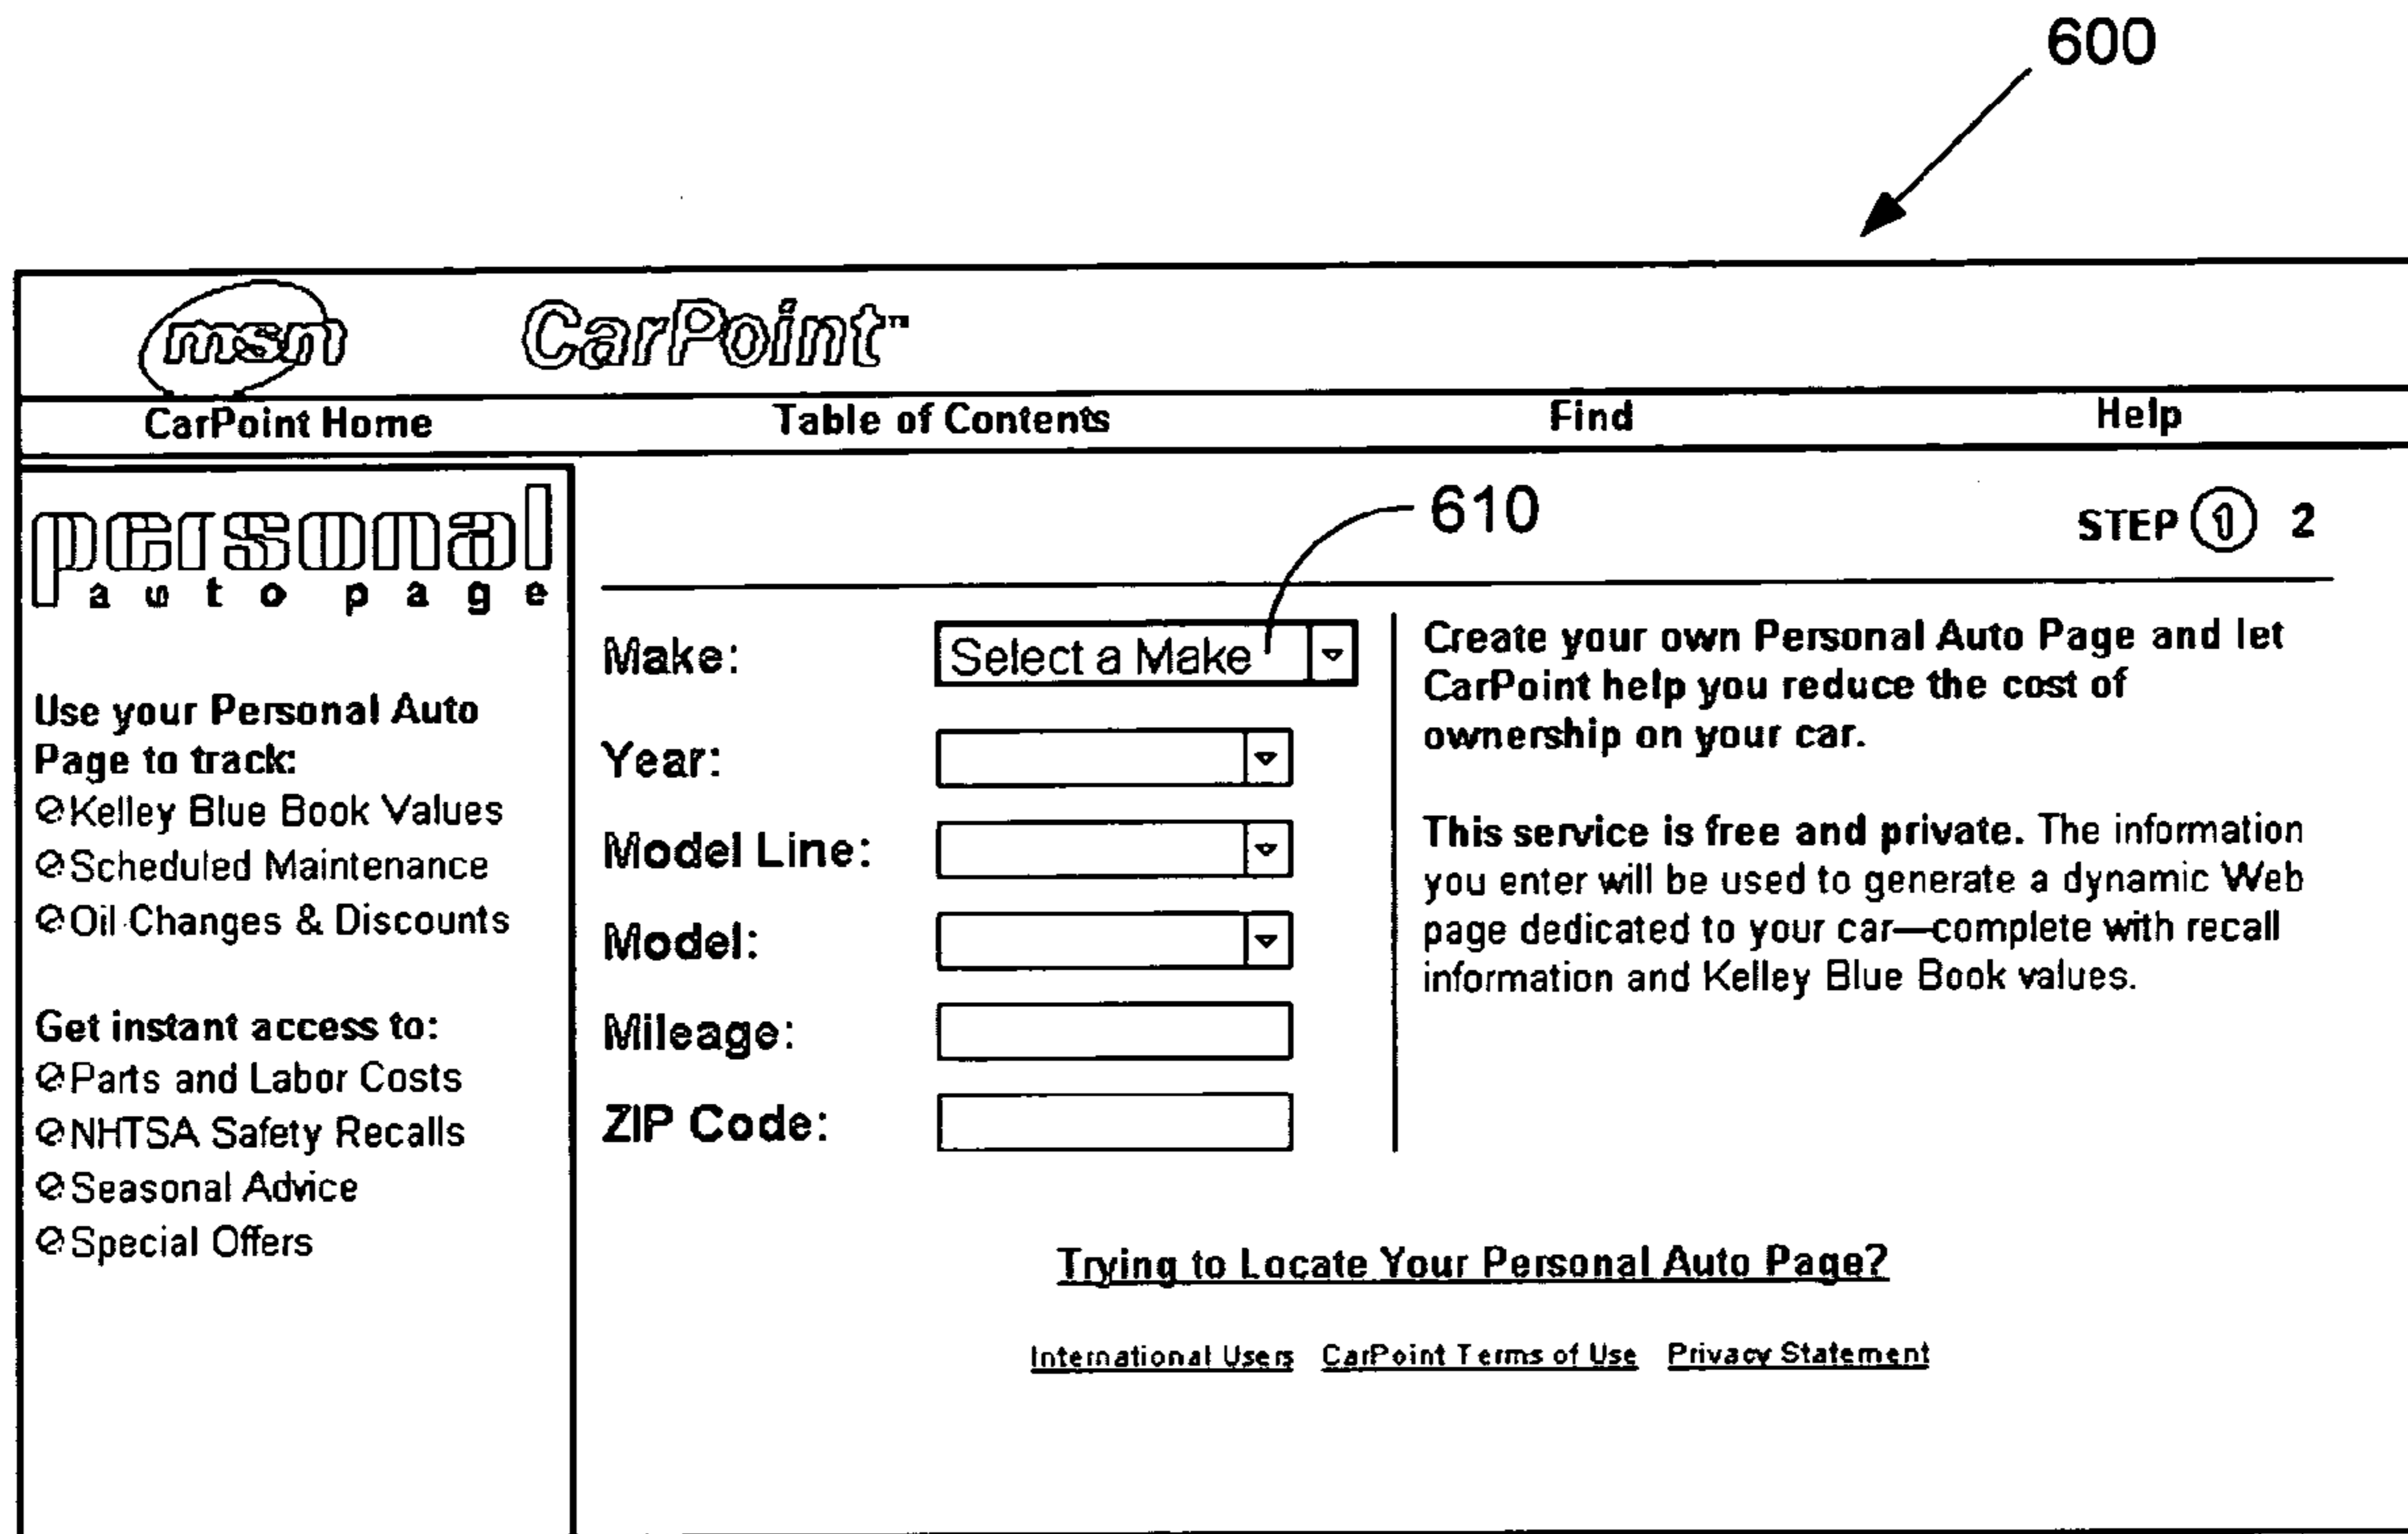 600
msn CarPoint™
CarPoint Home Table of Contents Find Help
personal
auto page
Use your Personal Auto
Page to track:
Kelley Blue Book Values
Scheduled Maintenance
Oil Changes & Discounts
Get instant access to:
Parts and Labor Costs
NHTSA Safety Recalls
Seasonal Advice
Special Offers
610
STEP 1 2
Make: Select a Make
Year:
Model Line:
Model:
Mileage:
ZIP Code:
Create your own Personal Auto Page and let
CarPoint help you reduce the cost of
ownership on your car.
This service is free and private. The information
you enter will be used to generate a dynamic Web
page dedicated to your car—complete with recall
information and Kelley Blue Book values.
Trying to Locate Your Personal Auto Page?
International Users CarPoint Terms of Use Privacy Statement